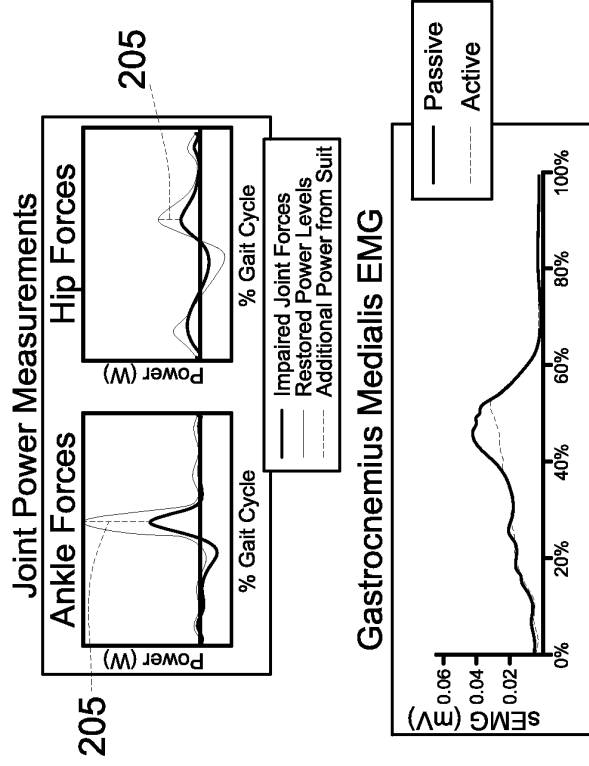 Joint Power Measurements
Ankle Forces
Hip Forces
205
205
Power (W)
Power (W)
% Gait Cycle
% Gait Cycle
Impaired Joint Forces
Restored Power Levels
Additional Power from Suit
Gastrocnemius Medialis EMG
Passive
Active
sEMG (mV)
0.06
0.04
0.02
0%
20%
40%
60%
80%
100%